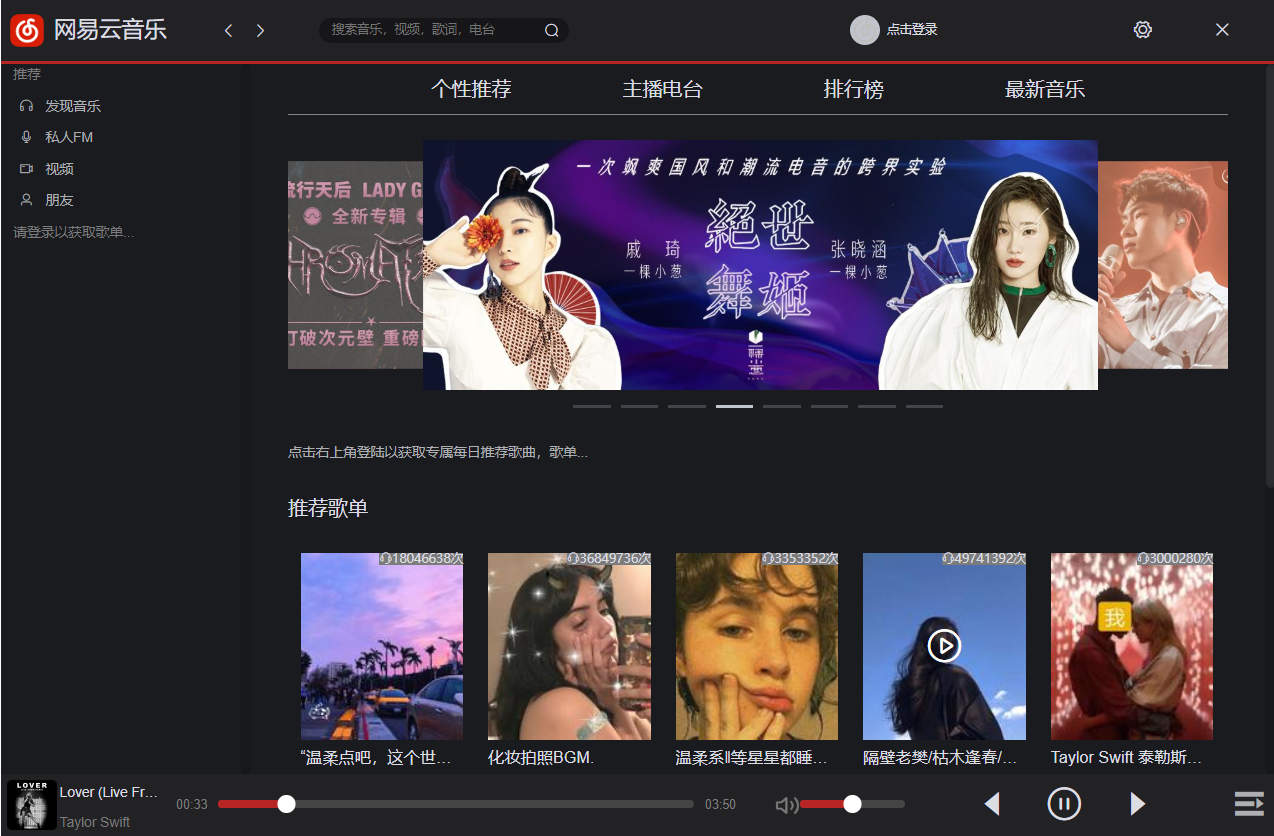 网易云音乐
搜索音乐，视频，歌词，电台
点击登录
推荐
发现音乐
私人FM
视频
朋友
请登录以获取歌单...
个性推荐 主播电台 排行榜 最新音乐
流行天后 LADY G
全新专辑
CHROMATI
打破次元壁 重磅
一次飒爽国风和潮流电音的跨界实验
絕世
舞姬
戚琦
一棵小葱
张晓涵
一棵小葱
点击右上角登陆以获取专属每日推荐歌曲，歌单...
推荐歌单
18046638次
36849736次
3353352次
49741392次
3000280次
我
“温柔点吧，这个世...
化妆拍照BGM.
温柔系‖等星星都睡...
隔壁老樊/枯木逢春/...
Taylor Swift 泰勒斯...
LOVER
Lover (Live Fr...
Taylor Swift
00:33
03:50